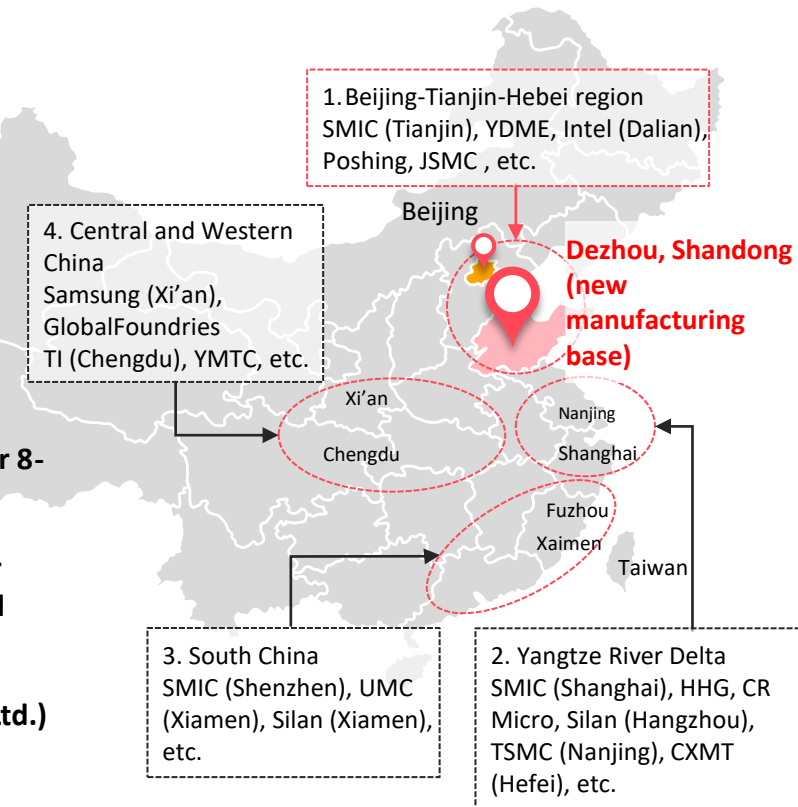 1. Beijing-Tianjin-Hebei region
SMIC (Tianjin), YDME, Intel (Dalian),
Poshing, JSMC , etc.
Beijing
4. Central and Western
China
Samsung (Xi’an),
GlobalFoundries
TI (Chengdu), YMTC, etc.
Dezhou, Shandong
(new
manufacturing
base)
Xi’an
Nanjing
Chengdu
Shanghai
r 8-
Fuzhou
Xaimen
Taiwan
3. South China
SMIC (Shenzhen), UMC
(Xiamen), Silan (Xiamen),
etc.
2. Yangtze River Delta
SMIC (Shanghai), HHG, CR
Micro, Silan (Hangzhou),
TSMC (Nanjing), CXMT
(Hefei), etc.
td.)